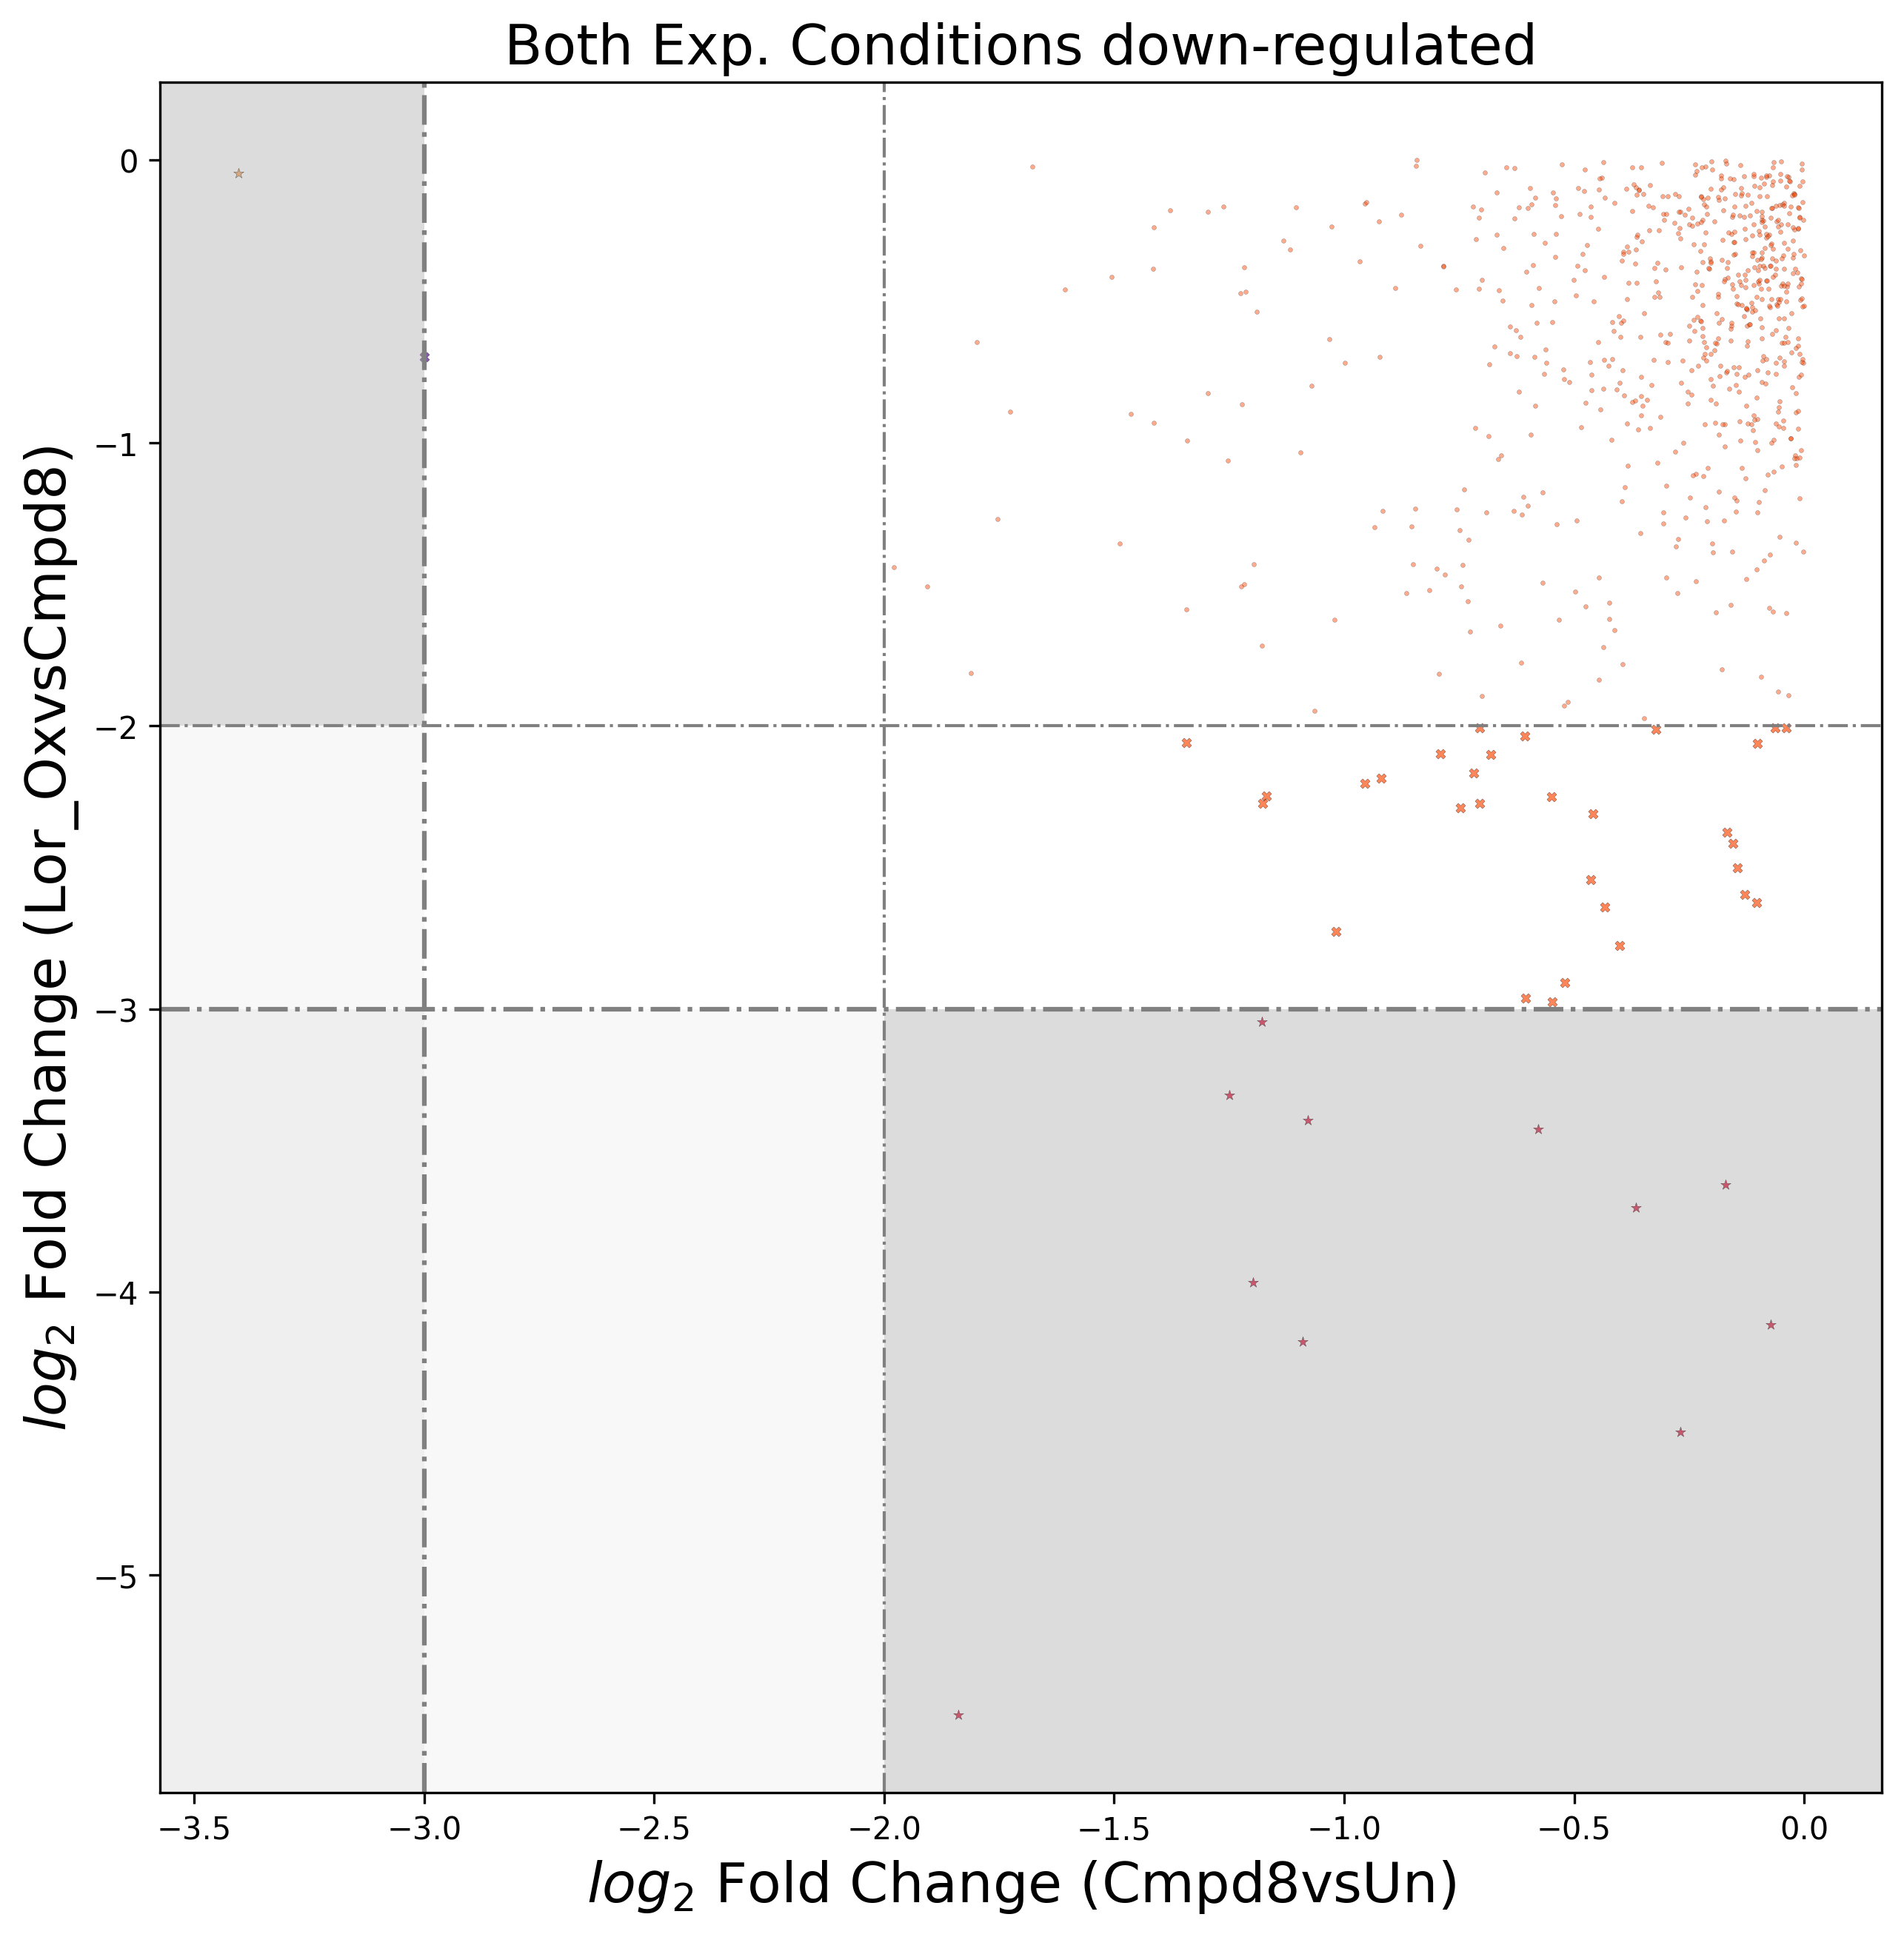 Both Exp. Conditions down-regulated
log₂ Fold Change (Lor_OxvsCmpd8)
0
−1
−2
−3
−4
−5
−3.5 −3.0 −2.5 −2.0 −1.5 −1.0 −0.5 0.0
log₂ Fold Change (Cmpd8vsUn)